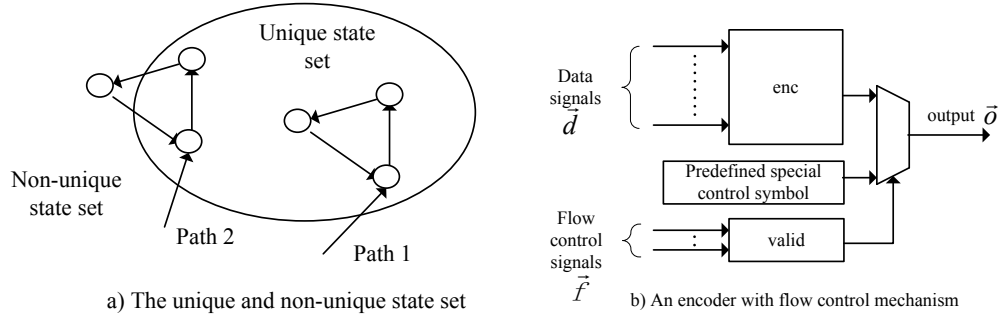 Unique state
set
Non-unique
state set
Path 2
Path 1
a) The unique and non-unique state set
Data
signals
d⃗
enc
output o⃗
Predefined special
control symbol
Flow
control
signals
f⃗
valid
b) An encoder with flow control mechanism